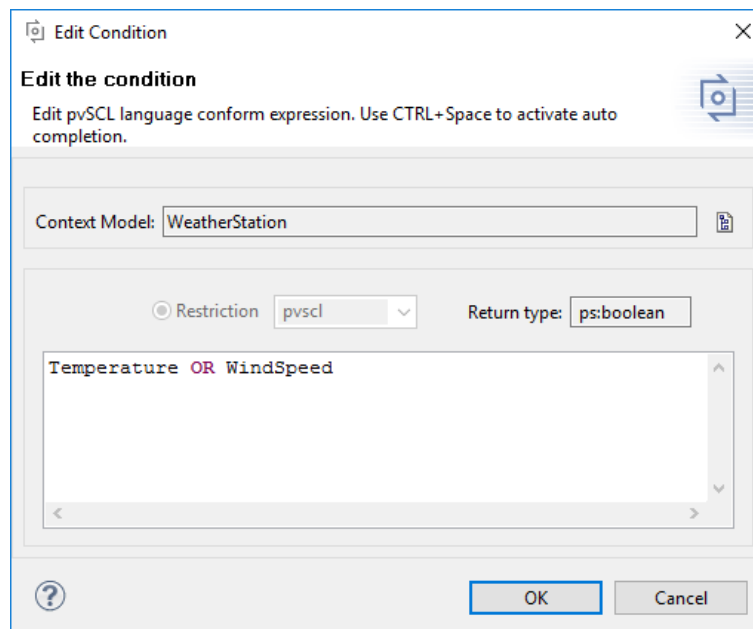 Edit Condition
Edit the condition
Edit pvSCL language conform expression. Use CTRL+Space to activate auto
completion.
Context Model: WeatherStation
Restriction pvscl Return type: ps:boolean
Temperature OR WindSpeed
OK Cancel